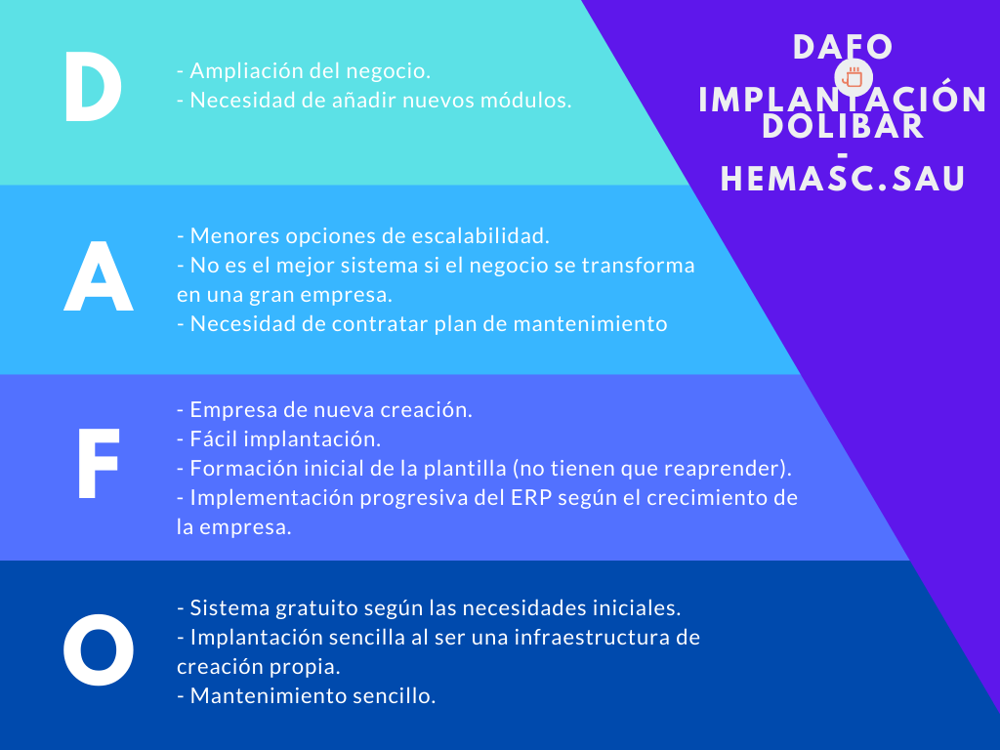 DAFO
IMPLANTACIÓN
DOLIBAR
-
HEMASC.SAU
D
- Ampliación del negocio.
- Necesidad de añadir nuevos módulos.
A
- Menores opciones de escalabilidad.
- No es el mejor sistema si el negocio se transforma
en una gran empresa.
- Necesidad de contratar plan de mantenimiento
F
- Empresa de nueva creación.
- Fácil implantación.
- Formación inicial de la plantilla (no tienen que reaprender).
- Implementación progresiva del ERP según el crecimiento de
la empresa.
O
- Sistema gratuito según las necesidades iniciales.
- Implantación sencilla al ser una infraestructura de
creación propia.
- Mantenimiento sencillo.